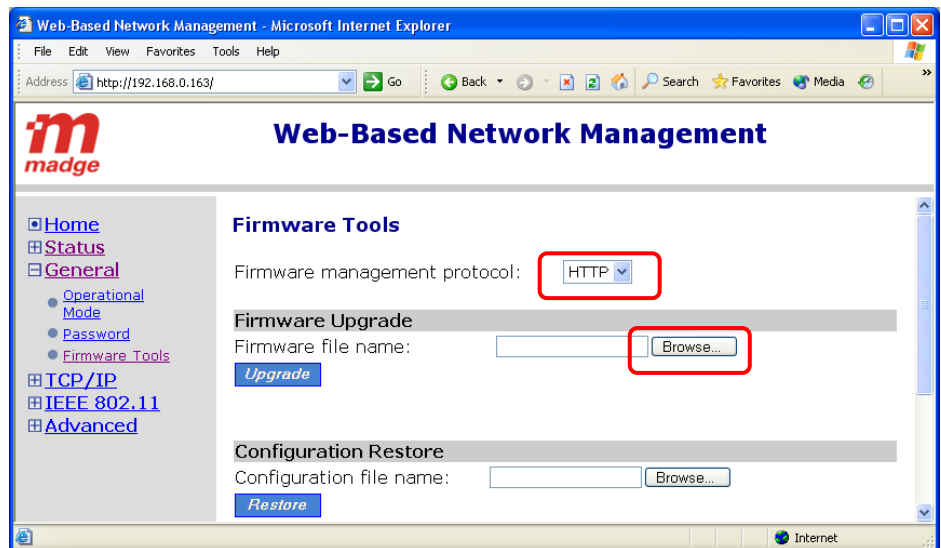 Web-Based Network Management - Microsoft Internet Explorer
File Edit View Favorites Tools Help
Address http://192.168.0.163/ Go Back Search Favorites Media »
madge
Web-Based Network Management
Home
Status
General
Operational
Mode
Password
Firmware Tools
TCP/IP
IEEE 802.11
Advanced
Firmware Tools
Firmware management protocol: HTTP
Firmware Upgrade
Firmware file name: Browse...
Upgrade
Configuration Restore
Configuration file name: Browse...
Restore
Internet